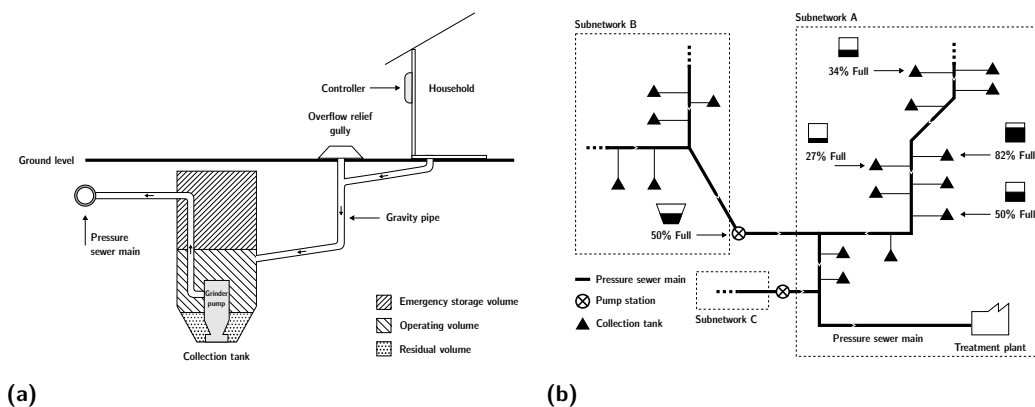 Controller
Household
Overflow relief
gully
Ground level
Pressure
sewer main
Gravity pipe
Grinder
pump
Emergency storage volume
Operating volume
Residual volume
Collection tank
(a)
Subnetwork B
Subnetwork A
34% Full
27% Full
82% Full
50% Full
50% Full
Pressure sewer main
Pump station
Collection tank
Subnetwork C
Pressure sewer main
Treatment plant
(b)